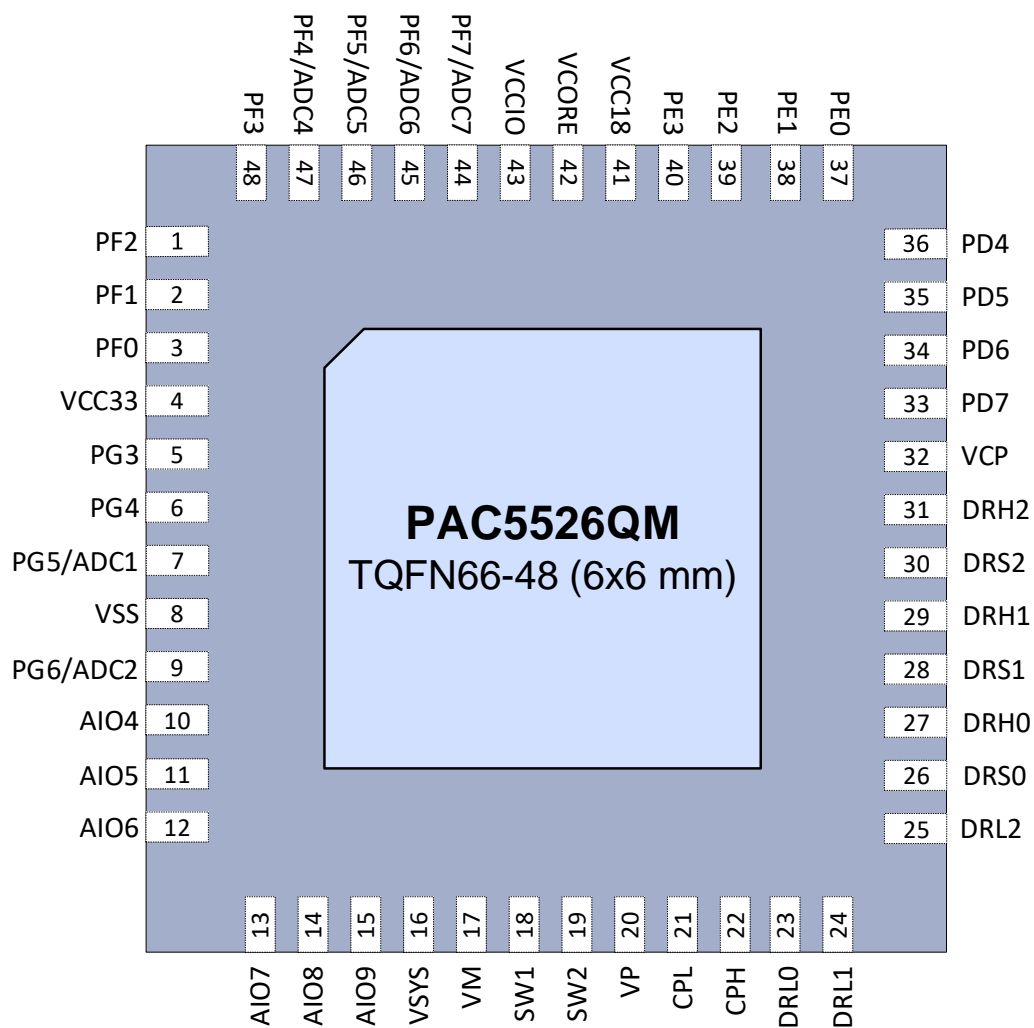 PF3
PF4/ADC4
PF5/ADC5
PF6/ADC6
PF7/ADC7
VCCIO
VCORE
VCC18
PE3
PE2
PE1
PE0
48
47
46
45
44
43
42
41
40
39
38
37
PF2 1
PF1 2
PF0 3
VCC33 4
PG3 5
PG4 6
PG5/ADC1 7
VSS 8
PG6/ADC2 9
AIO4 10
AIO5 11
AIO6 12
PAC5526QM
TQFN66-48 (6x6 mm)
36 PD4
35 PD5
34 PD6
33 PD7
32 VCP
31 DRH2
30 DRS2
29 DRH1
28 DRS1
27 DRH0
26 DRS0
25 DRL2
13
14
15
16
17
18
19
20
21
22
23
24
AIO7
AIO8
AIO9
VSYS
VM
SW1
SW2
VP
CPL
CPH
DRL0
DRL1